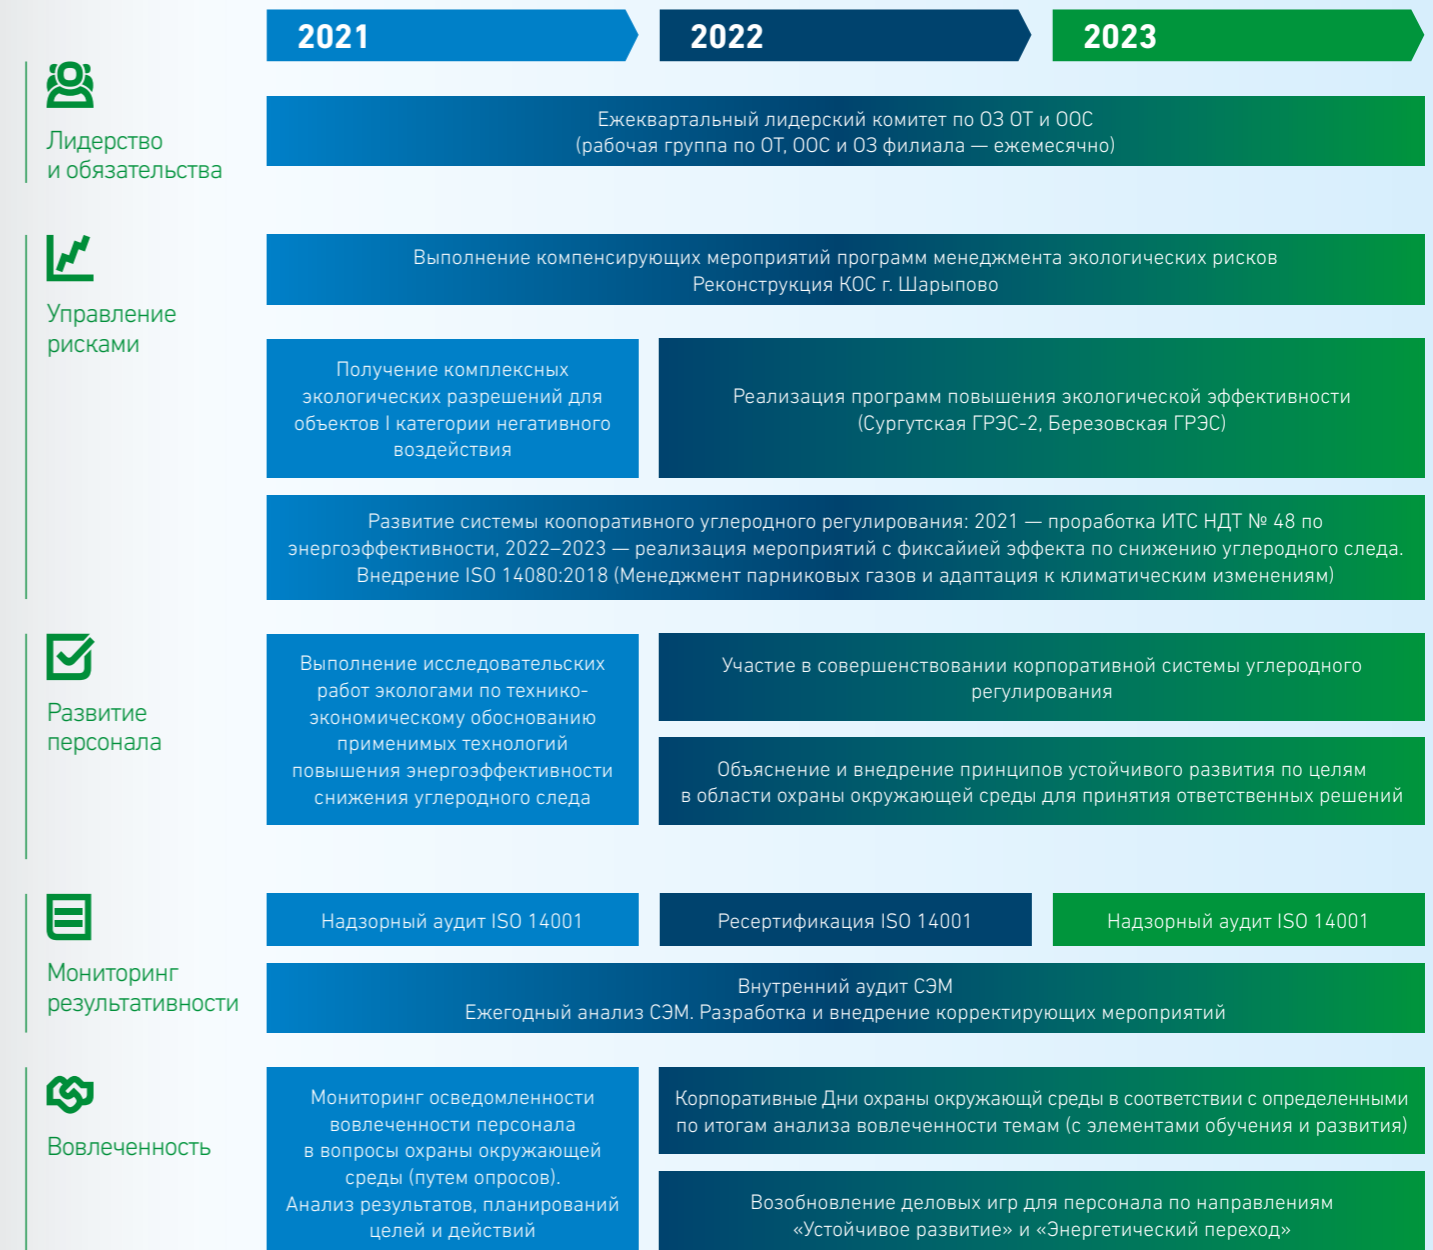 2021
2022
2023
Лидерство
и обязательства
Ежеквартальный лидерский комитет по ОЗ ОТ и ООС
(рабочая группа по ОТ, ООС и ОЗ филиала — ежемесячно)
Управление
рисками
Выполнение компенсирующих мероприятий программ менеджмента экологических рисков
Реконструкция КОС г. Шарыпово
Получение комплексных
экологических разрешений для
объектов I категории негативного
воздействия
Реализация программ повышения экологической эффективности
(Сургутская ГРЭС-2, Березовская ГРЭС)
Развитие системы коопоративного углеродного регулирования: 2021 — проработка ИТС НДТ № 48 по
энергоэффективности, 2022–2023 — реализация мероприятий с фиксайией эффекта по снижению углеродного следа.
Внедрение ISO 14080:2018 (Менеджмент парниковых газов и адаптация к климатическим изменениям)
Развитие
персонала
Выполнение исследовательских
работ экологами по технико-
экономическому обоснованию
применимых технологий
повышения энергоэффективности
снижения углеродного следа
Участие в совершенствовании корпоративной системы углеродного
регулирования
Объяснение и внедрение принципов устойчивого развития по целям
в области охраны окружающей среды для принятия ответственных решений
Мониторинг
результативности
Надзорный аудит ISO 14001
Ресертификация ISO 14001
Надзорный аудит ISO 14001
Внутренний аудит СЭМ
Ежегодный анализ СЭМ. Разработка и внедрение корректирующих мероприятий
Вовлеченность
Мониторинг осведомленности
вовлеченности персонала
в вопросы охраны окружающей
среды (путем опросов).
Анализ результатов, планирований
целей и действий
Корпоративные Дни охраны окружающй среды в соответствии с определенными
по итогам анализа вовлеченности темам (с элементами обучения и развития)
Возобновление деловых игр для персонала по направлениям
«Устойчивое развитие» и «Энергетический переход»